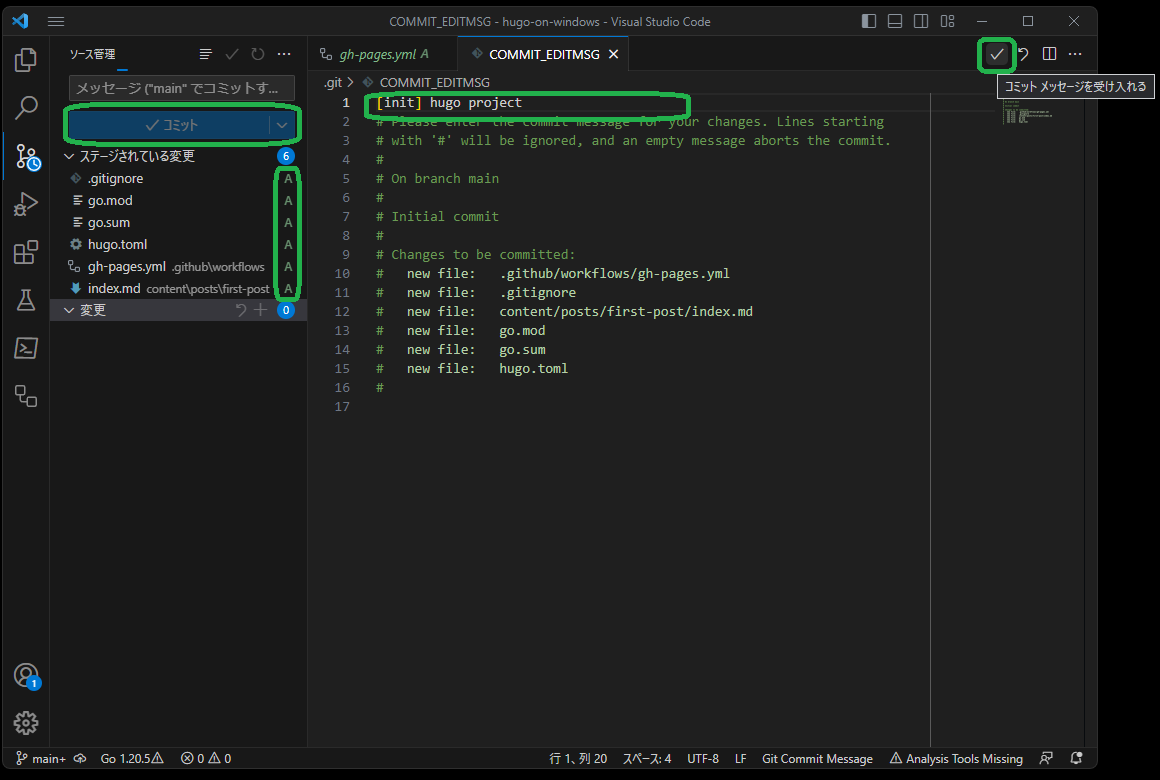 COMMIT_EDITMSG - hugo-on-windows - Visual Studio Code
ソース管理
メッセージ ("main" でコミットす...
コミット
ステージされている変更 6
.gitignore A
go.mod A
go.sum A
hugo.toml A
gh-pages.yml .github\workflows A
index.md content\posts\first-post A
変更 0
gh-pages.yml A
COMMIT_EDITMSG
.git > COMMIT_EDITMSG
コミット メッセージを受け入れる
1 [init] hugo project
2 # Please enter the commit message for your changes. Lines starting
3 # with '#' will be ignored, and an empty message aborts the commit.
4 #
5 # On branch main
6 #
7 # Initial commit
8 #
9 # Changes to be committed:
10 # new file: .github/workflows/gh-pages.yml
11 # new file: .gitignore
12 # new file: content/posts/first-post/index.md
13 # new file: go.mod
14 # new file: go.sum
15 # new file: hugo.toml
16 #
17
1
main+ Go 1.20.5 0 0 行 1、列 20 スペース: 4 UTF-8 LF Git Commit Message Analysis Tools Missing